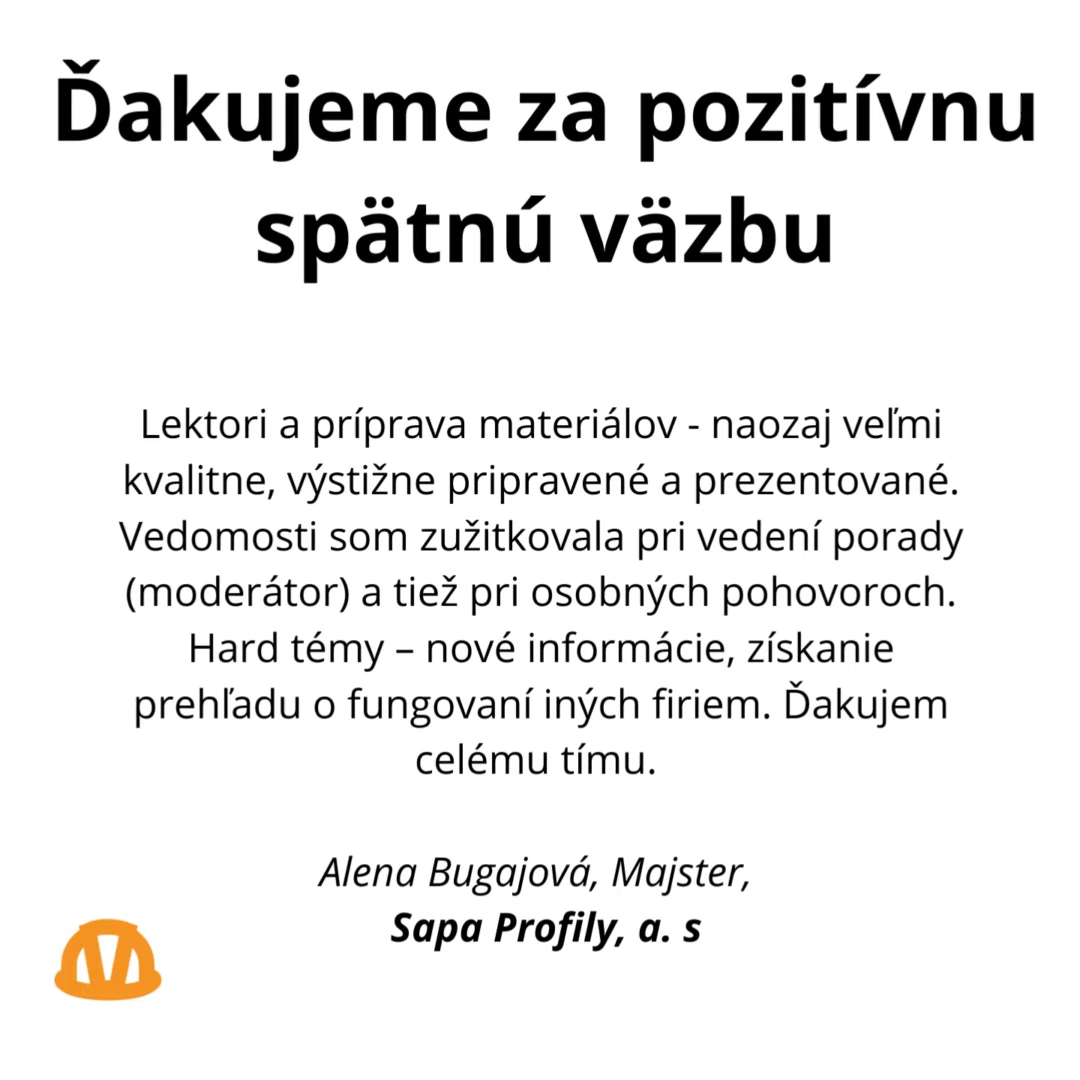 Ďakujeme za pozitívnu
spätnú väzbu
Lektori a príprava materiálov - naozaj veľmi
kvalitne, výstižne pripravené a prezentované.
Vedomosti som zužitkovala pri vedení porady
(moderátor) a tiež pri osobných pohovoroch.
Hard témy – nové informácie, získanie
prehľadu o fungovaní iných firiem. Ďakujem
celému tímu.
Alena Bugajová, Majster,
Sapa Profily, a. s